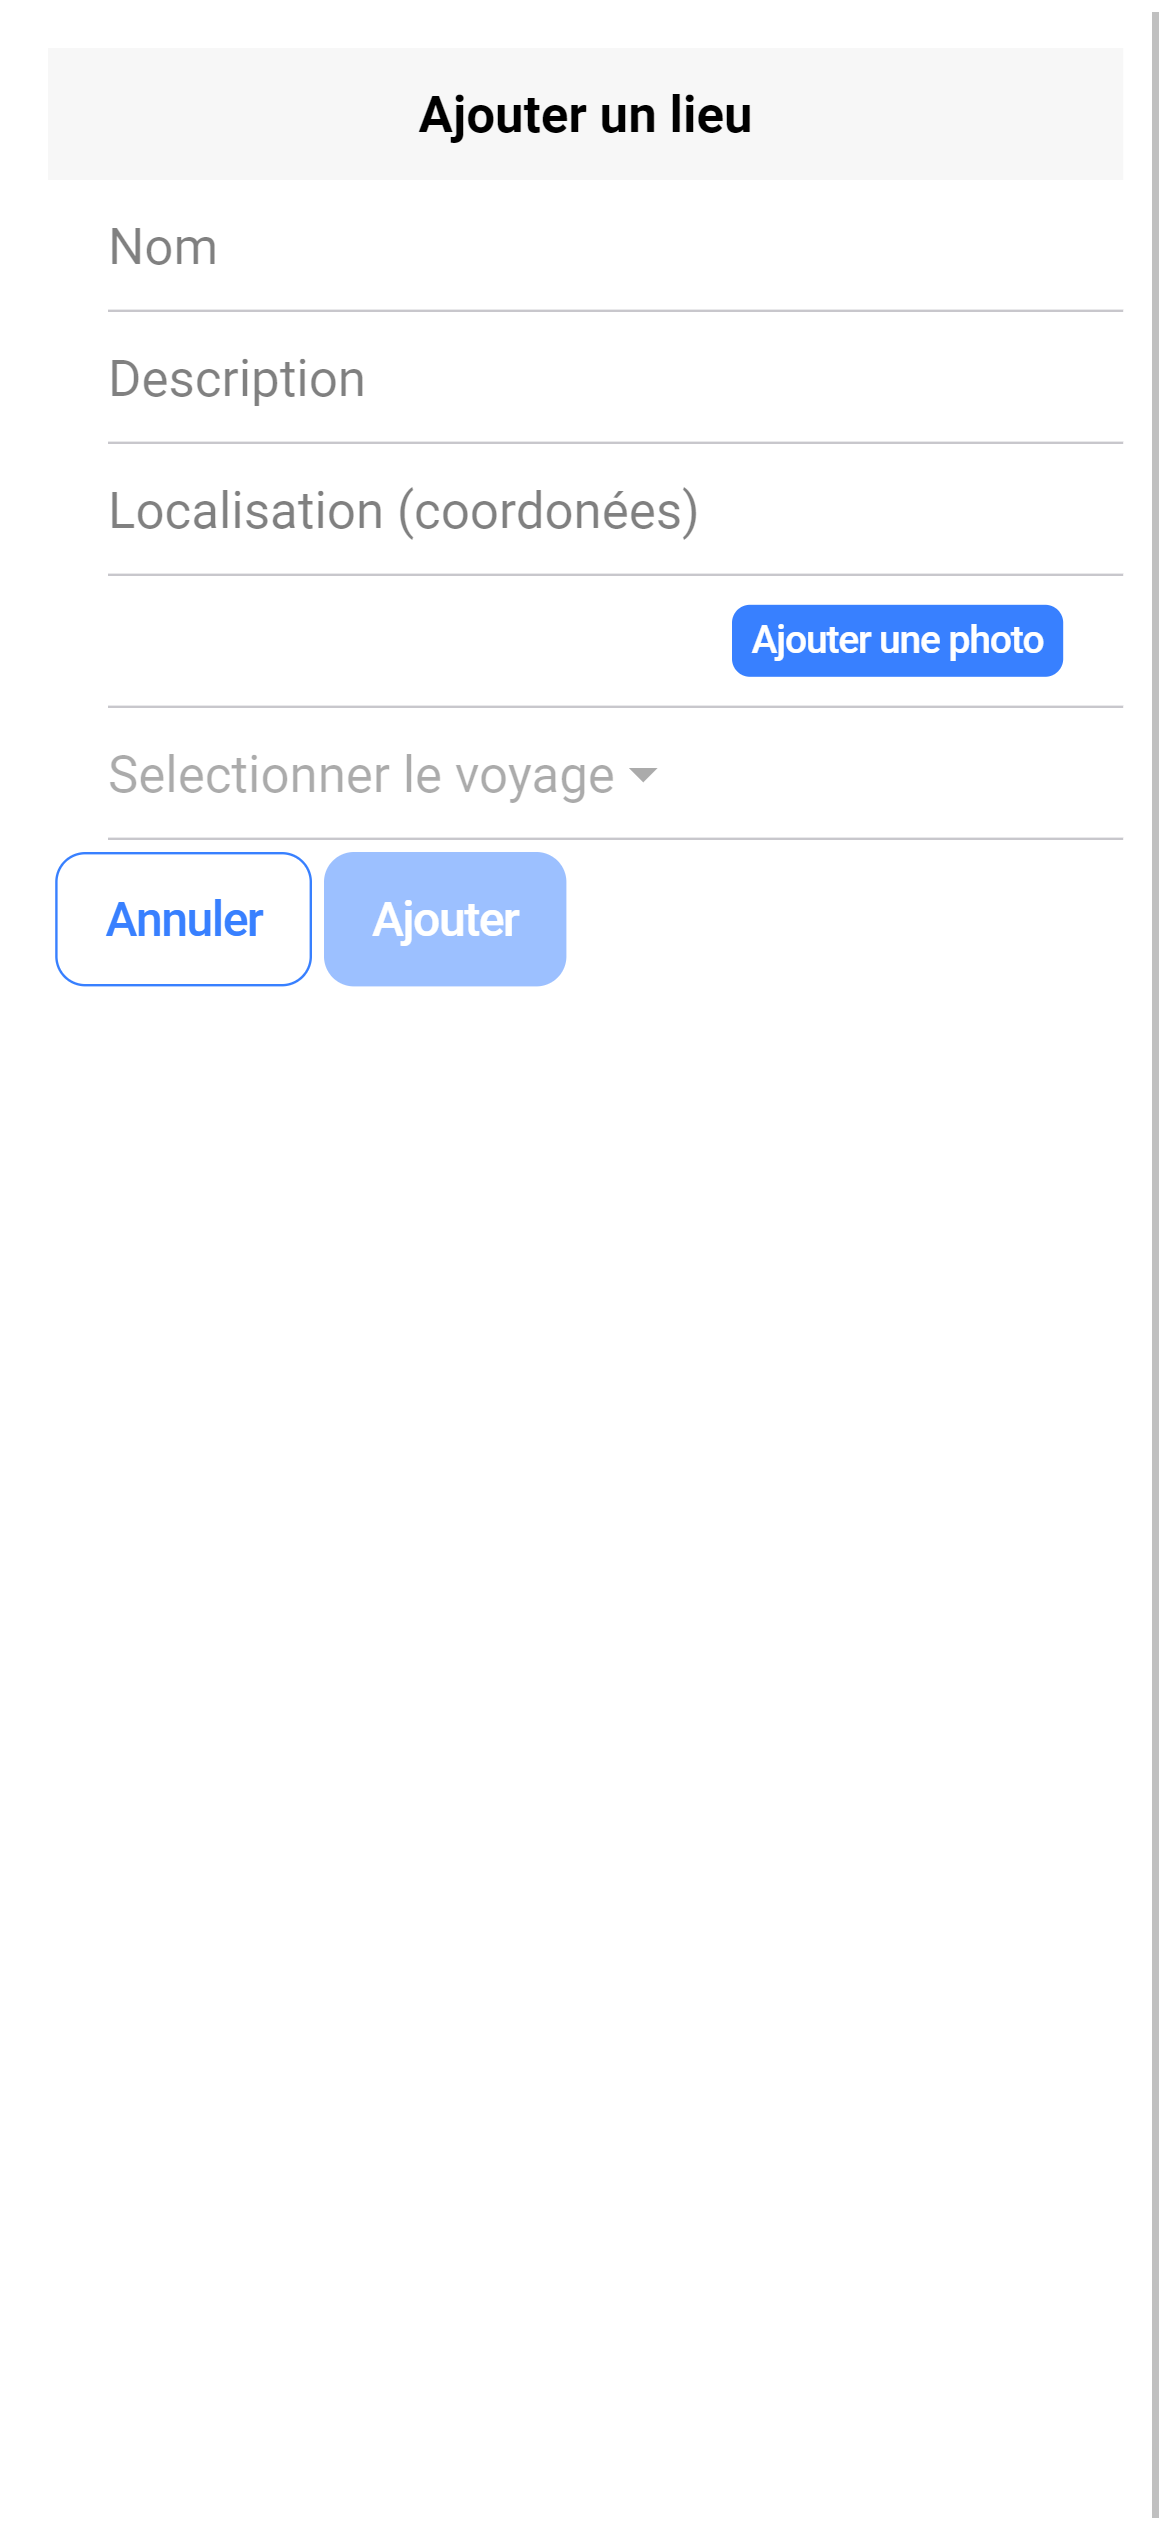 Ajouter un lieu
Nom
Description
Localisation (coordonées)
Ajouter une photo
Selectionner le voyage
Annuler Ajouter